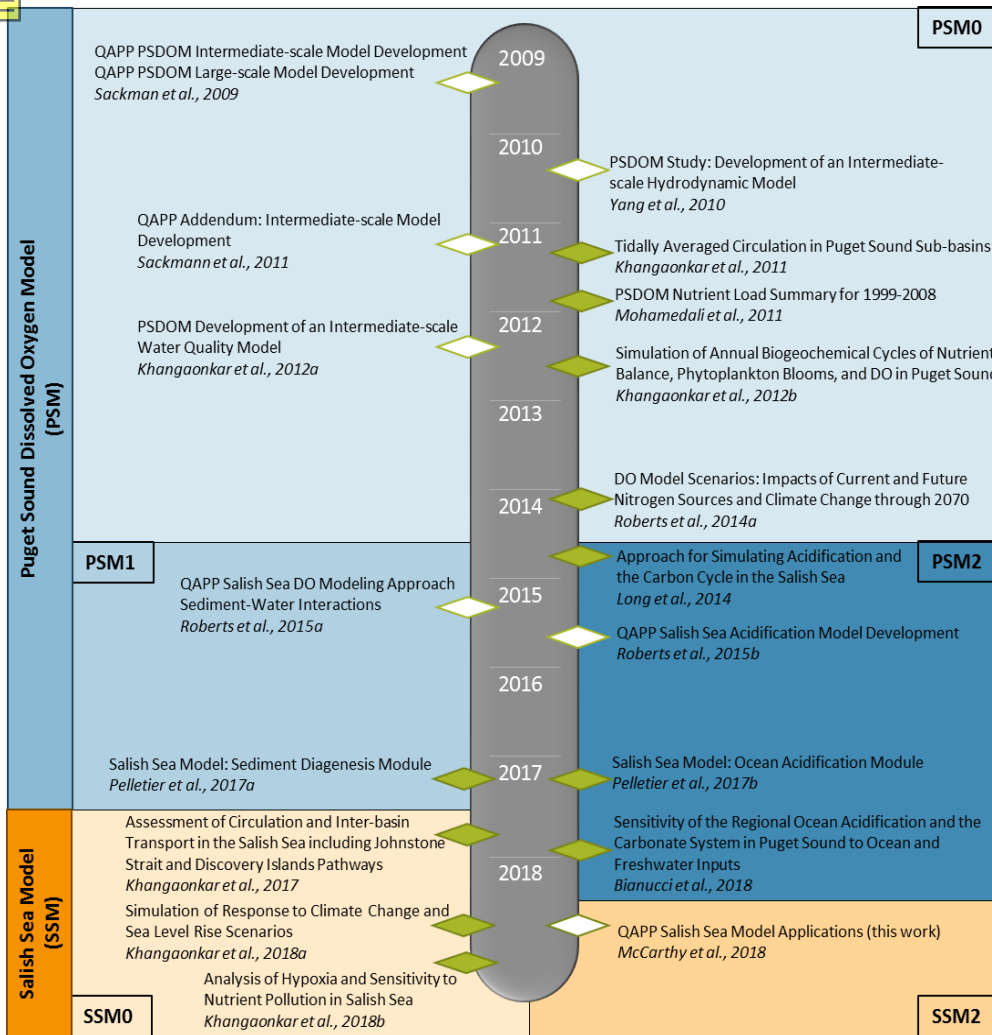 PSM0
2009
QAPP PSDOM Intermediate-scale Model Development
QAPP PSDOM Large-scale Model Development
Sackman et al., 2009
2010
PSDOM Study: Development of an Intermediate-
scale Hydrodynamic Model
Yang et al., 2010
QAPP Addendum: Intermediate-scale Model
Development
Sackmann et al., 2011
2011
Tidally Averaged Circulation in Puget Sound Sub-basins
Khangaonkar et al., 2011
PSDOM Nutrient Load Summary for 1999-2008
Mohamedali et al., 2011
2012
PSDOM Development of an Intermediate-scale
Water Quality Model
Khangaonkar et al., 2012a
Simulation of Annual Biogeochemical Cycles of Nutrient
Balance, Phytoplankton Blooms, and DO in Puget Sound
Khangaonkar et al., 2012b
2013
Puget Sound Dissolved Oxygen Model
(PSM)
DO Model Scenarios: Impacts of Current and Future
Nitrogen Sources and Climate Change through 2070
Roberts et al., 2014a
2014
PSM1
PSM2
Approach for Simulating Acidification and
the Carbon Cycle in the Salish Sea
Long et al., 2014
QAPP Salish Sea DO Modeling Approach
Sediment-Water Interactions
Roberts et al., 2015a
2015
QAPP Salish Sea Acidification Model Development
Roberts et al., 2015b
2016
Salish Sea Model: Sediment Diagenesis Module
Pelletier et al., 2017a
2017
Salish Sea Model: Ocean Acidification Module
Pelletier et al., 2017b
Assessment of Circulation and Inter-basin
Transport in the Salish Sea including Johnstone
Strait and Discovery Islands Pathways
Khangaonkar et al., 2017
Sensitivity of the Regional Ocean Acidification and the
Carbonate System in Puget Sound to Ocean and
Freshwater Inputs
Bianucci et al., 2018
2018
Salish Sea Model
(SSM)
Simulation of Response to Climate Change and
Sea Level Rise Scenarios
Khangaonkar et al., 2018a
QAPP Salish Sea Model Applications (this work)
McCarthy et al., 2018
Analysis of Hypoxia and Sensitivity to
Nutrient Pollution in Salish Sea
Khangaonkar et al., 2018b
SSM0
SSM2